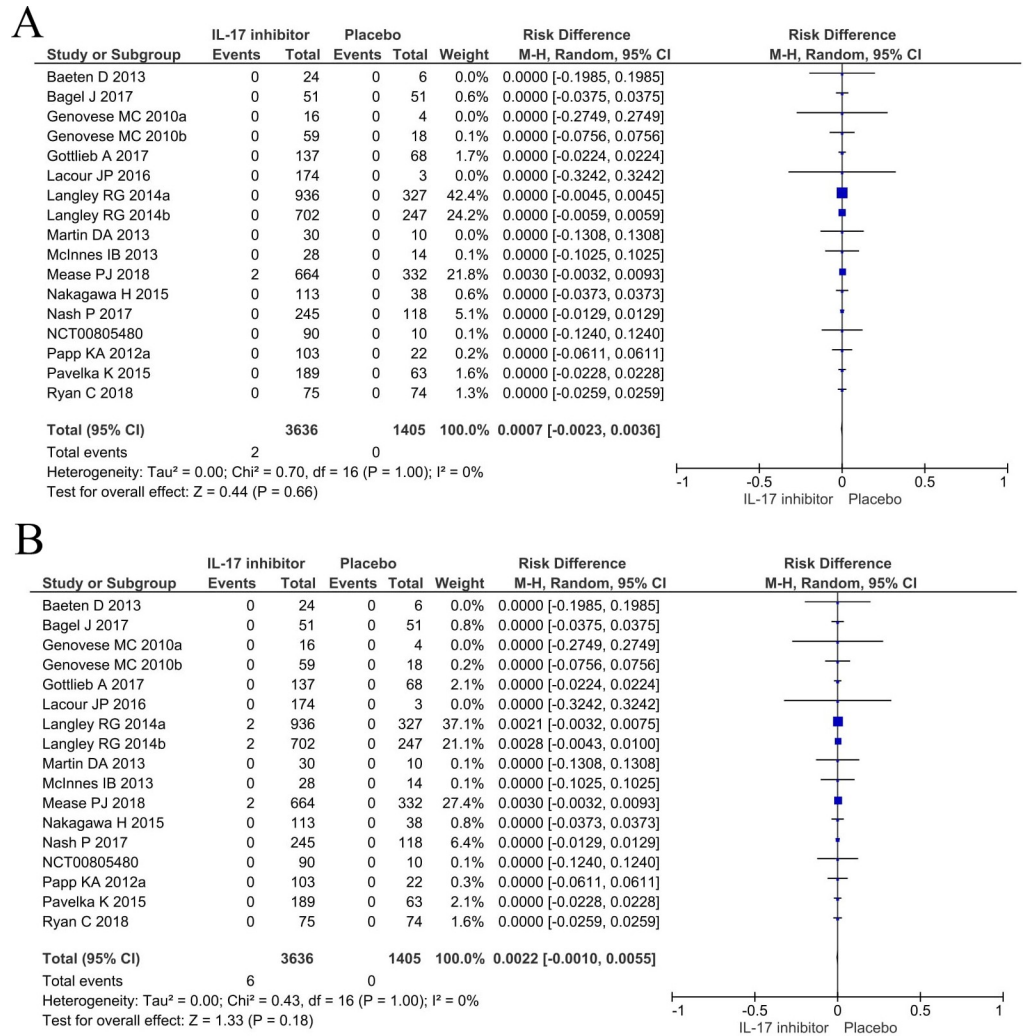 A
IL-17 inhibitor Placebo Risk Difference Risk Difference
Study or Subgroup Events Total Events Total Weight M-H, Random, 95% CI M-H, Random, 95% CI
Baeten D 2013 0 24 0 6 0.0% 0.0000 [-0.1985, 0.1985]
Bagel J 2017 0 51 0 51 0.6% 0.0000 [-0.0375, 0.0375]
Genovese MC 2010a 0 16 0 4 0.0% 0.0000 [-0.2749, 0.2749]
Genovese MC 2010b 0 59 0 18 0.1% 0.0000 [-0.0756, 0.0756]
Gottlieb A 2017 0 137 0 68 1.7% 0.0000 [-0.0224, 0.0224]
Lacour JP 2016 0 174 0 3 0.0% 0.0000 [-0.3242, 0.3242]
Langley RG 2014a 0 936 0 327 42.4% 0.0000 [-0.0045, 0.0045]
Langley RG 2014b 0 702 0 247 24.2% 0.0000 [-0.0059, 0.0059]
Martin DA 2013 0 30 0 10 0.0% 0.0000 [-0.1308, 0.1308]
McInnes IB 2013 0 28 0 14 0.1% 0.0000 [-0.1025, 0.1025]
Mease PJ 2018 2 664 0 332 21.8% 0.0030 [-0.0032, 0.0093]
Nakagawa H 2015 0 113 0 38 0.6% 0.0000 [-0.0373, 0.0373]
Nash P 2017 0 245 0 118 5.1% 0.0000 [-0.0129, 0.0129]
NCT00805480 0 90 0 10 0.1% 0.0000 [-0.1240, 0.1240]
Papp KA 2012a 0 103 0 22 0.2% 0.0000 [-0.0611, 0.0611]
Pavelka K 2015 0 189 0 63 1.6% 0.0000 [-0.0228, 0.0228]
Ryan C 2018 0 75 0 74 1.3% 0.0000 [-0.0259, 0.0259]
Total (95% CI) 3636 1405 100.0% 0.0007 [-0.0023, 0.0036]
Total events 2 0
Heterogeneity: Tau² = 0.00; Chi² = 0.70, df = 16 (P = 1.00); I² = 0%
Test for overall effect: Z = 0.44 (P = 0.66)
-1 -0.5 0 0.5 1
IL-17 inhibitor Placebo
B
IL-17 inhibitor Placebo Risk Difference Risk Difference
Study or Subgroup Events Total Events Total Weight M-H, Random, 95% CI M-H, Random, 95% CI
Baeten D 2013 0 24 0 6 0.0% 0.0000 [-0.1985, 0.1985]
Bagel J 2017 0 51 0 51 0.8% 0.0000 [-0.0375, 0.0375]
Genovese MC 2010a 0 16 0 4 0.0% 0.0000 [-0.2749, 0.2749]
Genovese MC 2010b 0 59 0 18 0.2% 0.0000 [-0.0756, 0.0756]
Gottlieb A 2017 0 137 0 68 2.1% 0.0000 [-0.0224, 0.0224]
Lacour JP 2016 0 174 0 3 0.0% 0.0000 [-0.3242, 0.3242]
Langley RG 2014a 2 936 0 327 37.1% 0.0021 [-0.0032, 0.0075]
Langley RG 2014b 2 702 0 247 21.1% 0.0028 [-0.0043, 0.0100]
Martin DA 2013 0 30 0 10 0.1% 0.0000 [-0.1308, 0.1308]
McInnes IB 2013 0 28 0 14 0.1% 0.0000 [-0.1025, 0.1025]
Mease PJ 2018 2 664 0 332 27.4% 0.0030 [-0.0032, 0.0093]
Nakagawa H 2015 0 113 0 38 0.8% 0.0000 [-0.0373, 0.0373]
Nash P 2017 0 245 0 118 6.4% 0.0000 [-0.0129, 0.0129]
NCT00805480 0 90 0 10 0.1% 0.0000 [-0.1240, 0.1240]
Papp KA 2012a 0 103 0 22 0.3% 0.0000 [-0.0611, 0.0611]
Pavelka K 2015 0 189 0 63 2.1% 0.0000 [-0.0228, 0.0228]
Ryan C 2018 0 75 0 74 1.6% 0.0000 [-0.0259, 0.0259]
Total (95% CI) 3636 1405 100.0% 0.0022 [-0.0010, 0.0055]
Total events 6 0
Heterogeneity: Tau² = 0.00; Chi² = 0.43, df = 16 (P = 1.00); I² = 0%
Test for overall effect: Z = 1.33 (P = 0.18)
-1 -0.5 0 0.5 1
IL-17 inhibitor Placebo